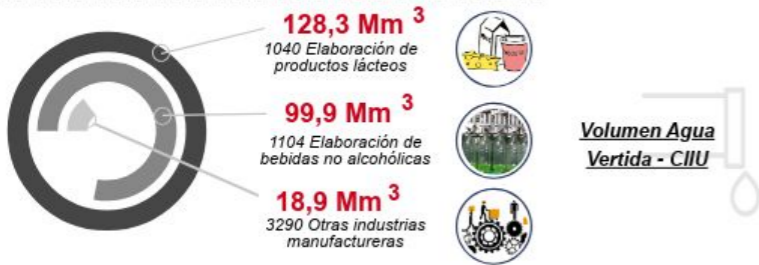 128,3 Mm 3
1040 Elaboración de
productos lácteos
99,9 Mm 3
1104 Elaboración de
bebidas no alcohólicas
18,9 Mm 3
3290 Otras industrias
manufactureras
Volumen Agua
Vertida - CIIU